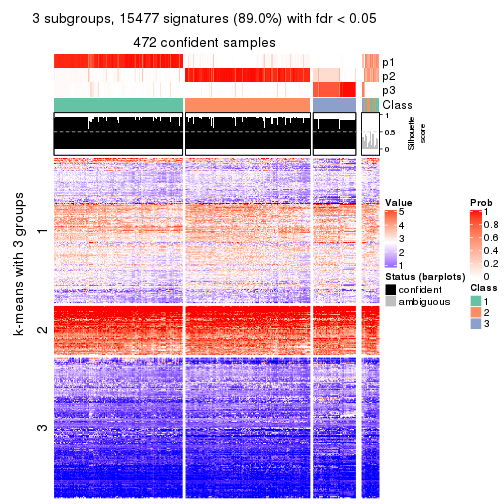 3 subgroups, 15477 signatures (89.0%) with fdr < 0.05
472 confident samples
p1
p2
p3
Class
1
0.5
0
Silhouette
score
k-means with 3 groups
1
2
3
Value
5
4
3
2
1
Status (barplots)
confident
ambiguous
Prob
1
0.8
0.6
0.4
0.2
0
Class
1
2
3